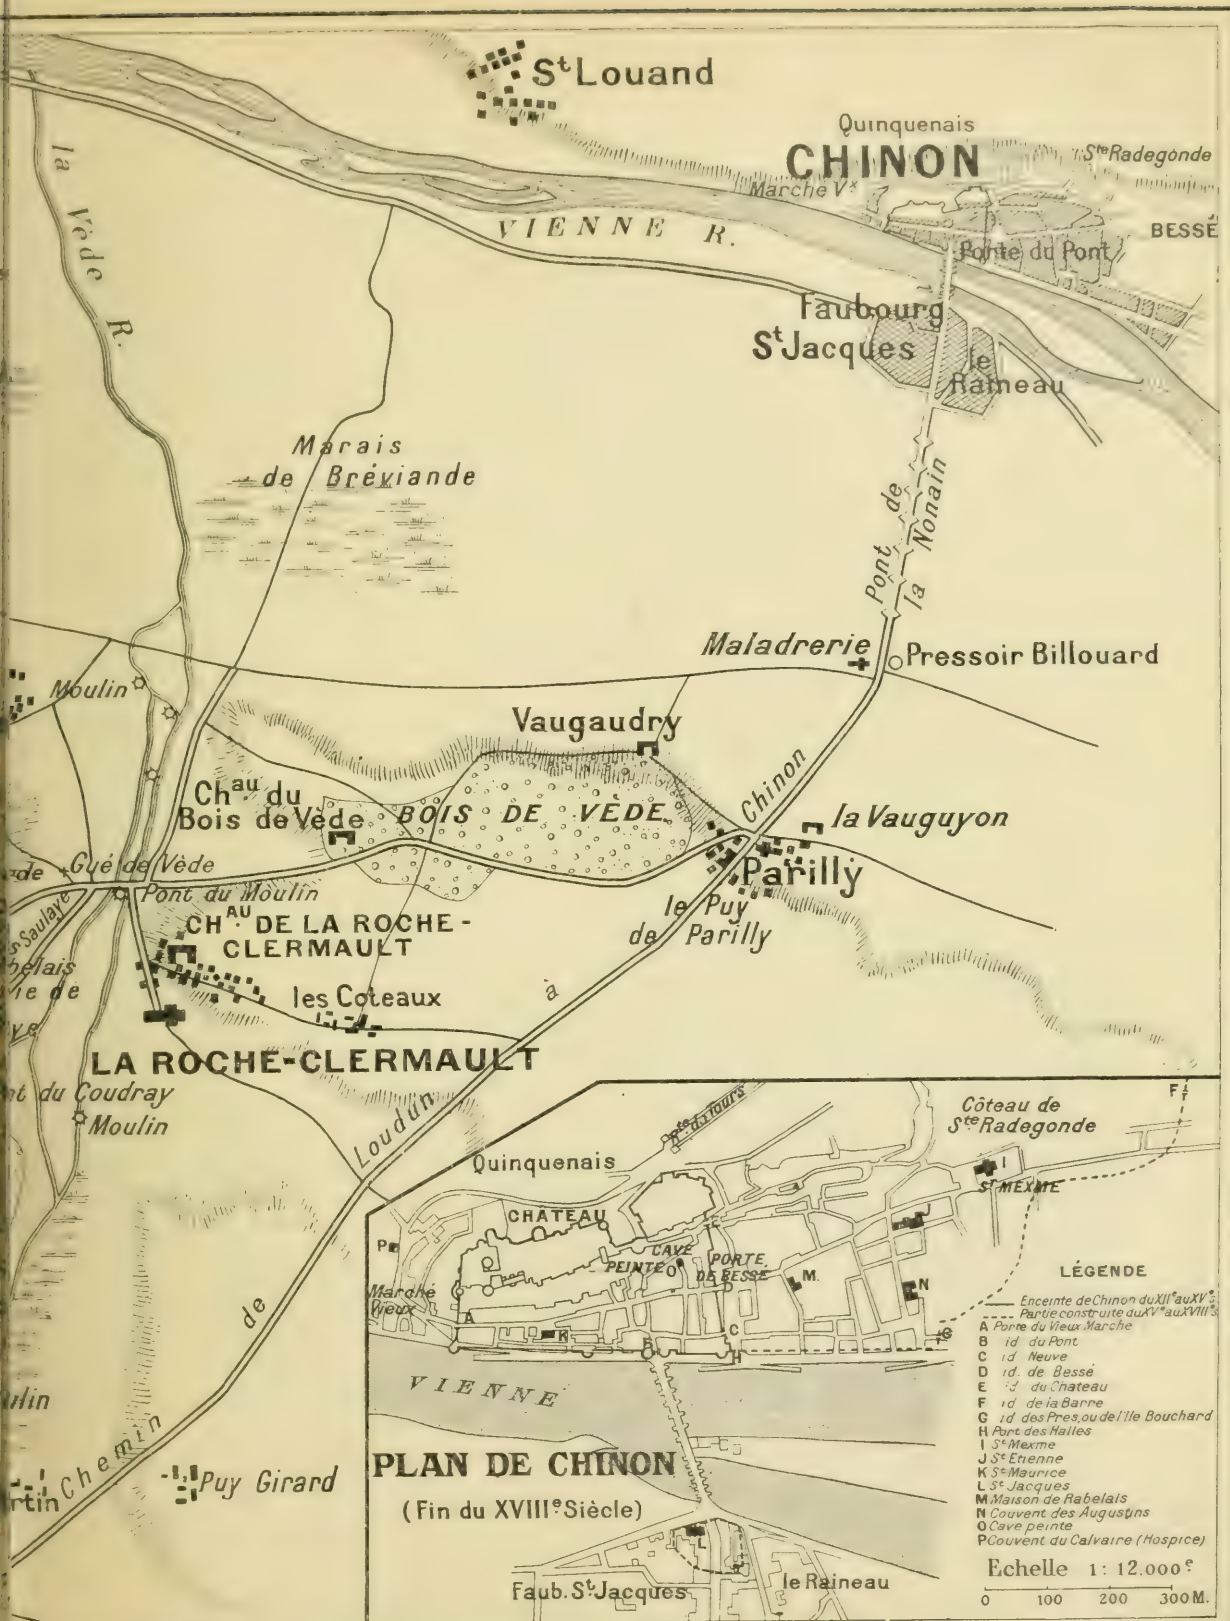 St Louand
Quinquenais
CHINON
Ste Radegonde
Marché Vx
BESSÉ
la Vède R.
VIENNE R.
Porte du Pont
Faubourg
St Jacques
le
Raineau
Marais
de Bréviande
Pont de
la Nonain
Maladrerie
Pressoir Billouard
Moulin
Vaugaudry
Chau du
Bois de Vède
BOIS DE VÈDE
la Vauguyon
Gué de Vède
Pont du Moulin
Parilly
le Puy
de Parilly
CHAU DE LA ROCHE-
CLERMAULT
les Coteaux
LA ROCHE-CLERMAULT
Moulin
Chemin de Loudun à Chinon
Puy Girard
Rte de Tours
Côteau de
Ste Radegonde
F
Quinquenais
I
St MEXME
CHÂTEAU
J
E
P
CAVE
PEINTE O
PORTE
DE BESSÉ
D
M
N
Marché
Vieux
A
K
B
C
H
G
VIENNE
PLAN DE CHINON
(Fin du XVIIIe Siècle)
L
Faub. St Jacques
le Raineau
LÉGENDE
Enceinte de Chinon du XIIe au XVe s
Partie construite du XVe au XVIIIe s
A Porte du Vieux Marché
B id du Pont
C id Neuve
D id. de Bessé
E id du Chateau
F id de la Barre
G id des Pres, ou de l'Ile Bouchard
H Port des Halles
I St Mexme
J St Etienne
K St Maurice
L St Jacques
M Maison de Rabelais
N Couvent des Augustins
O Cave peinte
P Couvent du Calvaire (Hospice)
Echelle 1 : 12.000e
0 100 200 300 M.